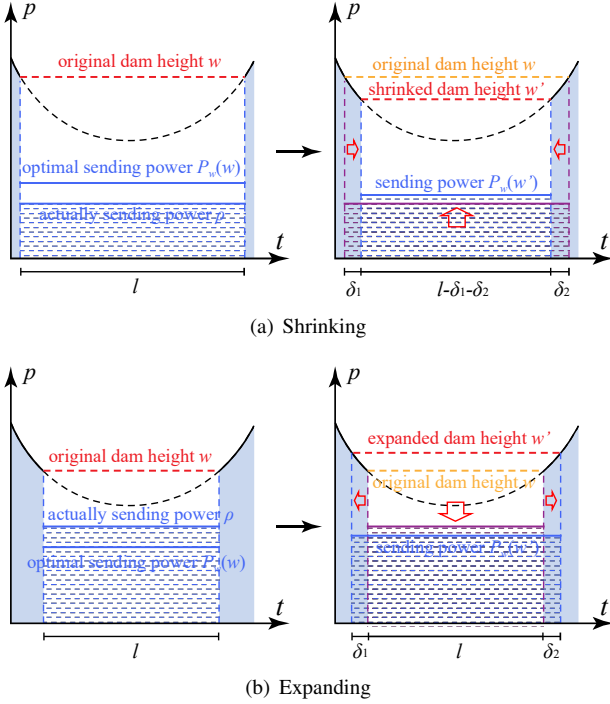 p
original dam height w
optimal sending power P_w(w)
actually sending power ρ
t
l
p
original dam height w
shrinked dam height w'
sending power P_w(w')
t
δ1
l-δ1-δ2
δ2
(a) Shrinking
p
original dam height w
actually sending power ρ
optimal sending power P_w(w)
t
l
p
expanded dam height w'
original dam height w
sending power P_w(w')
t
δ1
l
δ2
(b) Expanding